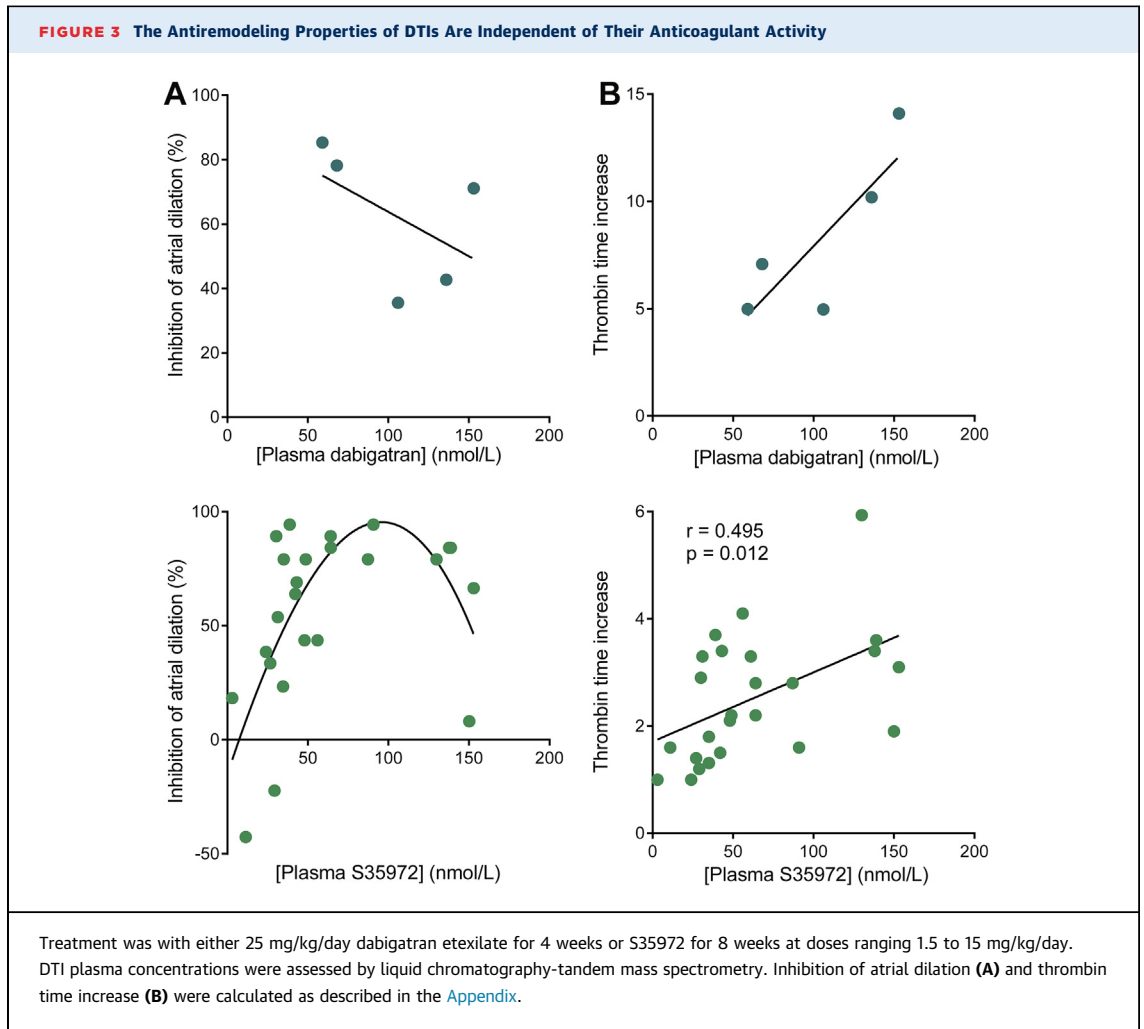 FIGURE 3 The Antiremodeling Properties of DTIs Are Independent of Their Anticoagulant Activity
A
Inhibition of atrial dilation (%)
100
80
60
40
20
0
0 50 100 150 200
[Plasma dabigatran] (nmol/L)
B
Thrombin time increase
15
10
5
0
0 50 100 150 200
[Plasma dabigatran] (nmol/L)
Inhibition of atrial dilation (%)
100
50
0
-50
50 100 150 200
[Plasma S35972] (nmol/L)
Thrombin time increase
6
4
2
0
r = 0.495
p = 0.012
0 50 100 150 200
[Plasma S35972] (nmol/L)
Treatment was with either 25 mg/kg/day dabigatran etexilate for 4 weeks or S35972 for 8 weeks at doses ranging 1.5 to 15 mg/kg/day.
DTI plasma concentrations were assessed by liquid chromatography-tandem mass spectrometry. Inhibition of atrial dilation (A) and thrombin
time increase (B) were calculated as described in the Appendix.